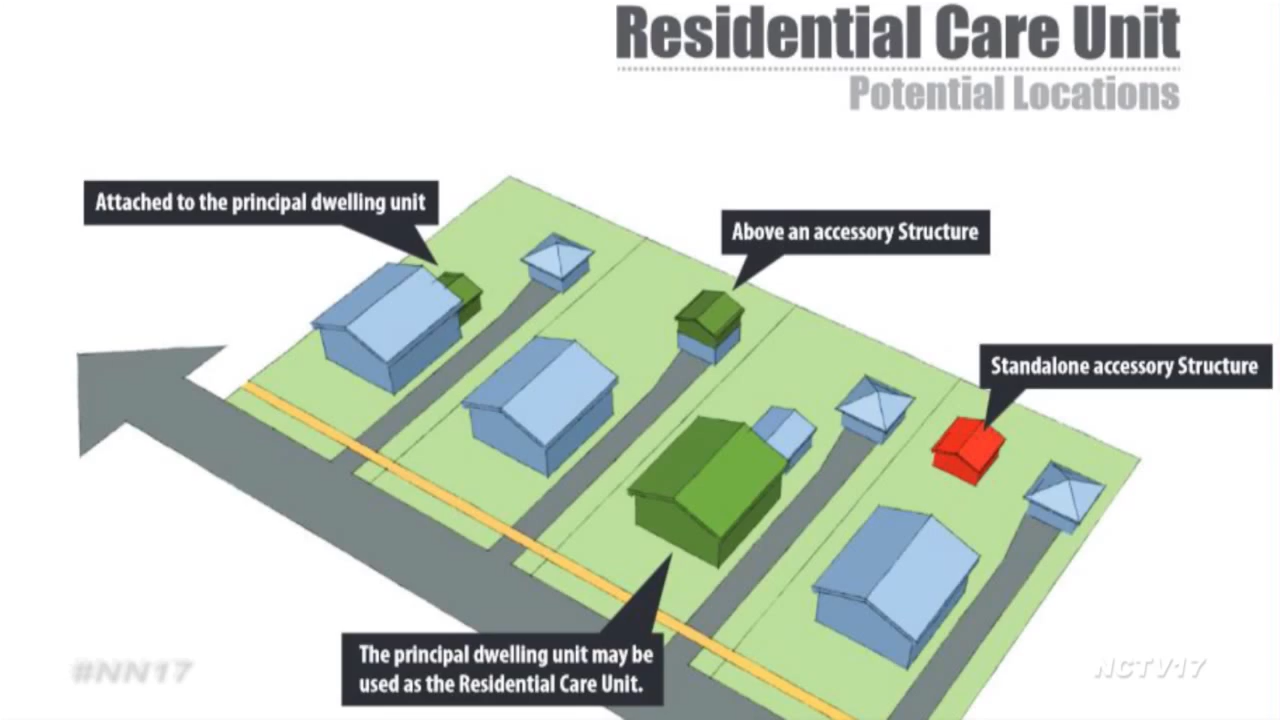 Residential Care Unit
Potential Locations
Attached to the principal dwelling unit
Above an accessory Structure
Standalone accessory Structure
The principal dwelling unit may be
used as the Residential Care Unit.
#NN17
NCTV17